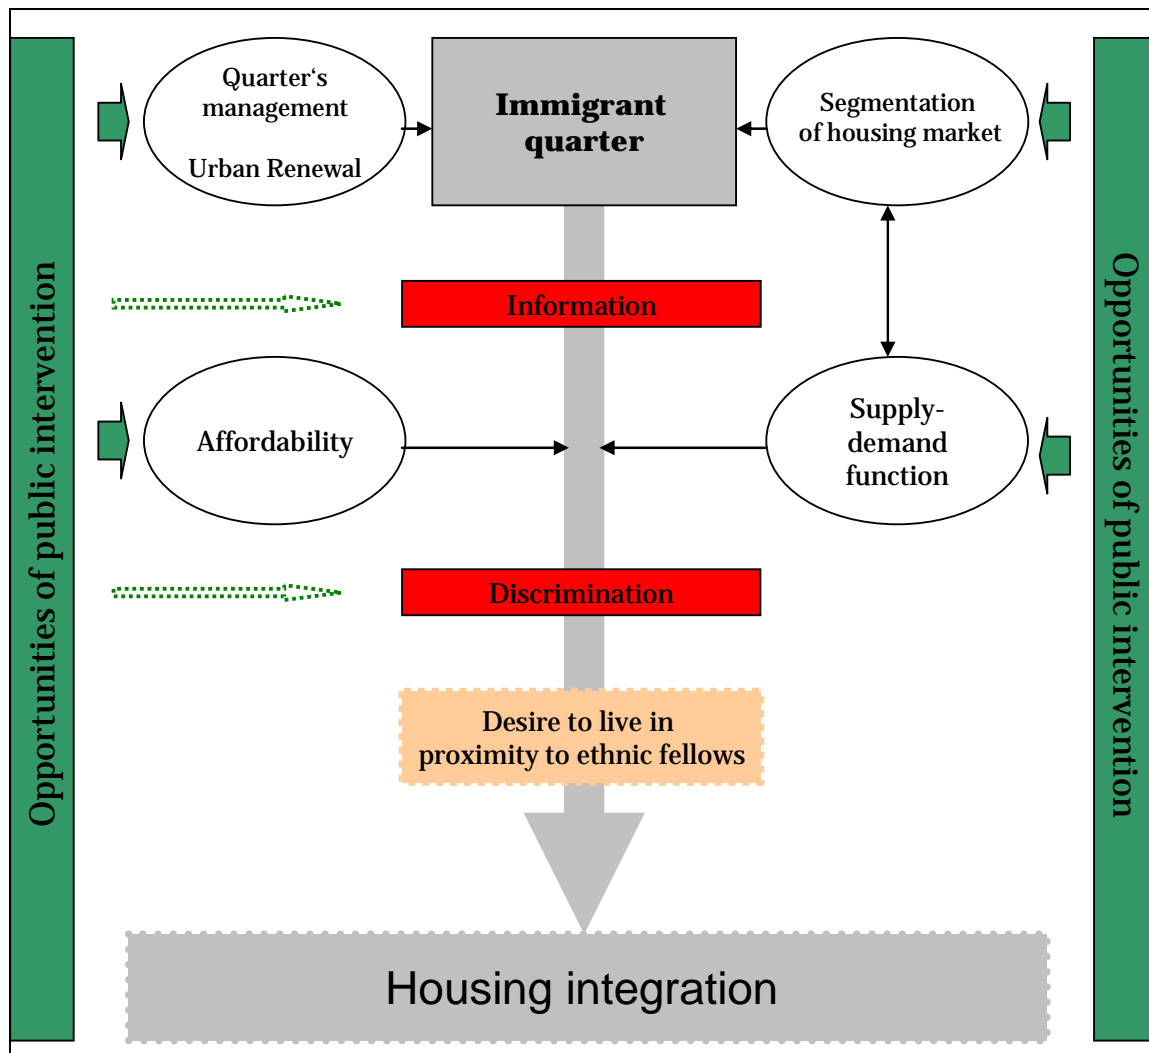 Opportunities of public intervention
Quarter‘s
management
Urban Renewal
Immigrant
quarter
Segmentation
of housing market
Information
Affordability
Supply-
demand
function
Discrimination
Desire to live in
proximity to ethnic fellows
Housing integration
Opportunities of public intervention